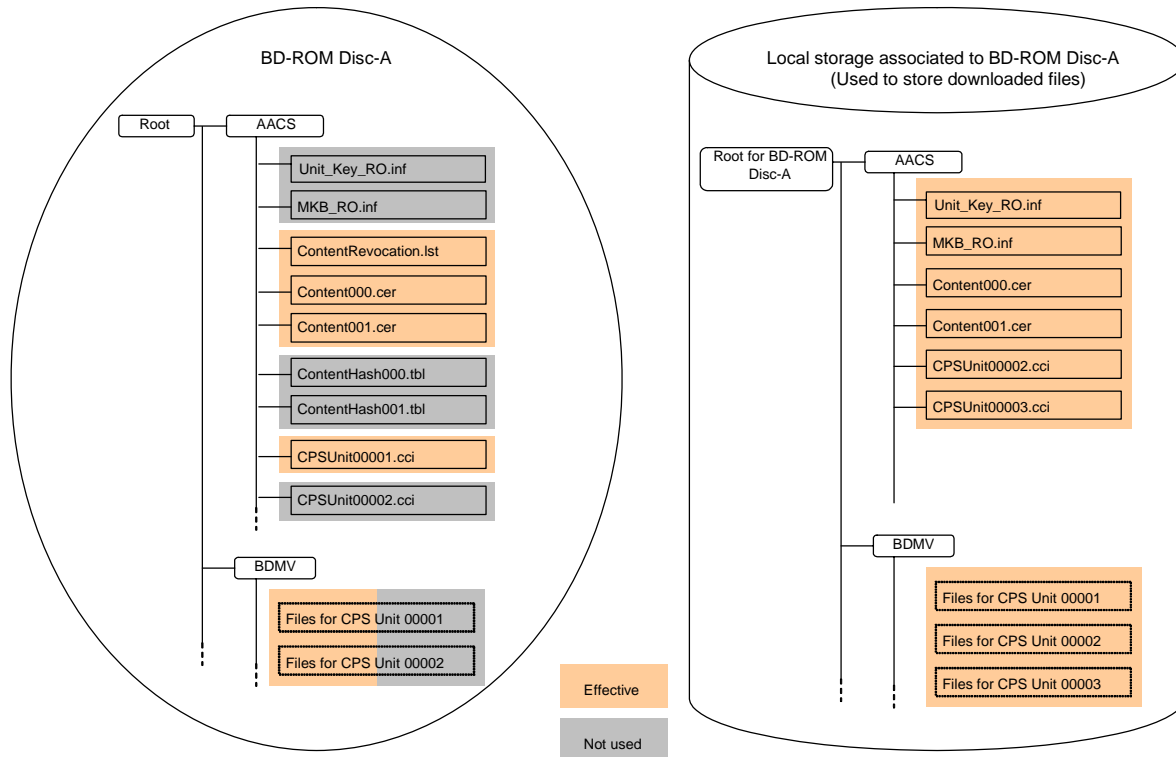 BD-ROM Disc-A
Root
AACS
Unit_Key_RO.inf
MKB_RO.inf
ContentRevocation.lst
Content000.cer
Content001.cer
ContentHash000.tbl
ContentHash001.tbl
CPSUnit00001.cci
CPSUnit00002.cci
BDMV
Files for CPS Unit 00001
Files for CPS Unit 00002
Effective
Not used
Local storage associated to BD-ROM Disc-A
(Used to store downloaded files)
Root for BD-ROM
Disc-A
AACS
Unit_Key_RO.inf
MKB_RO.inf
Content000.cer
Content001.cer
CPSUnit00002.cci
CPSUnit00003.cci
BDMV
Files for CPS Unit 00001
Files for CPS Unit 00002
Files for CPS Unit 00003